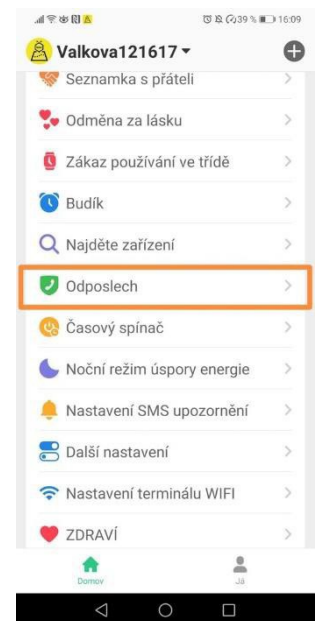 39 % 16:09
Valkova121617
Seznamka s přáteli
Odměna za lásku
Zákaz používání ve třídě
Budík
Najděte zařízení
Odposlech
Časový spínač
Noční režim úspory energie
Nastavení SMS upozornění
Další nastavení
Nastavení terminálu WIFI
ZDRAVÍ
Domov Já